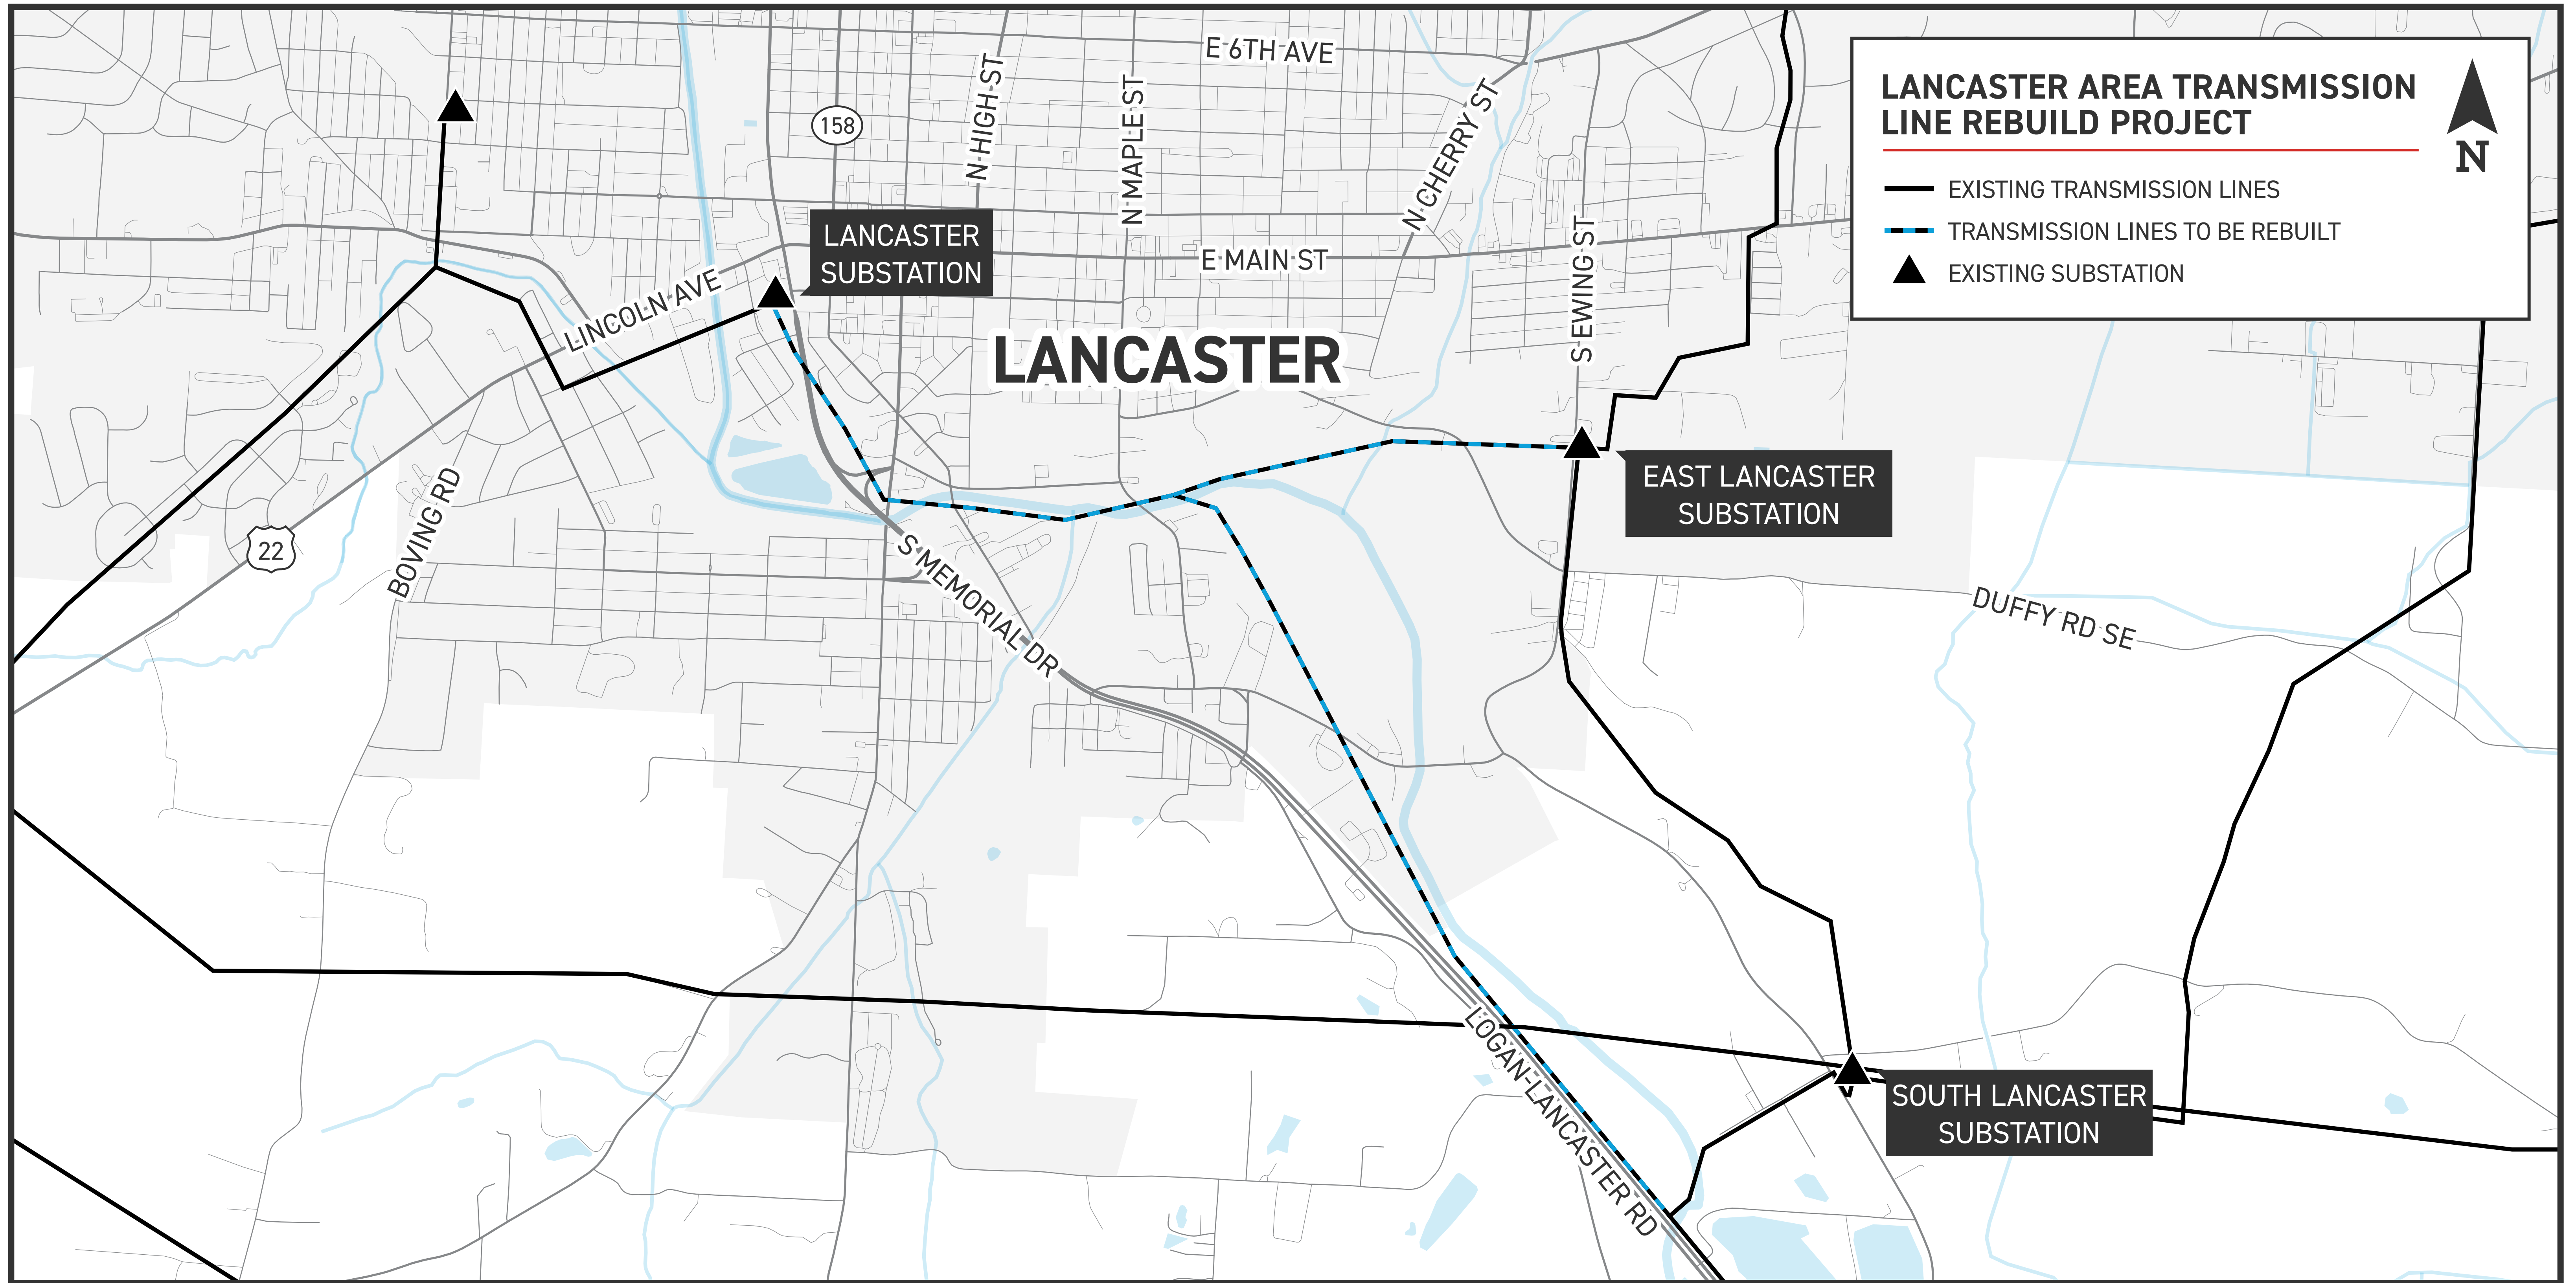 LANCASTER AREA TRANSMISSION
LINE REBUILD PROJECT
N
EXISTING TRANSMISSION LINES
TRANSMISSION LINES TO BE REBUILT
EXISTING SUBSTATION
E 6TH AVE
158
N HIGH ST
N MAPLE ST
N CHERRY ST
LANCASTER
SUBSTATION
E MAIN ST
S EWING ST
LINCOLN AVE
LANCASTER
EAST LANCASTER
SUBSTATION
BOVING RD
22
S MEMORIAL DR
DUFFY RD SE
LOGAN-LANCASTER RD
SOUTH LANCASTER
SUBSTATION